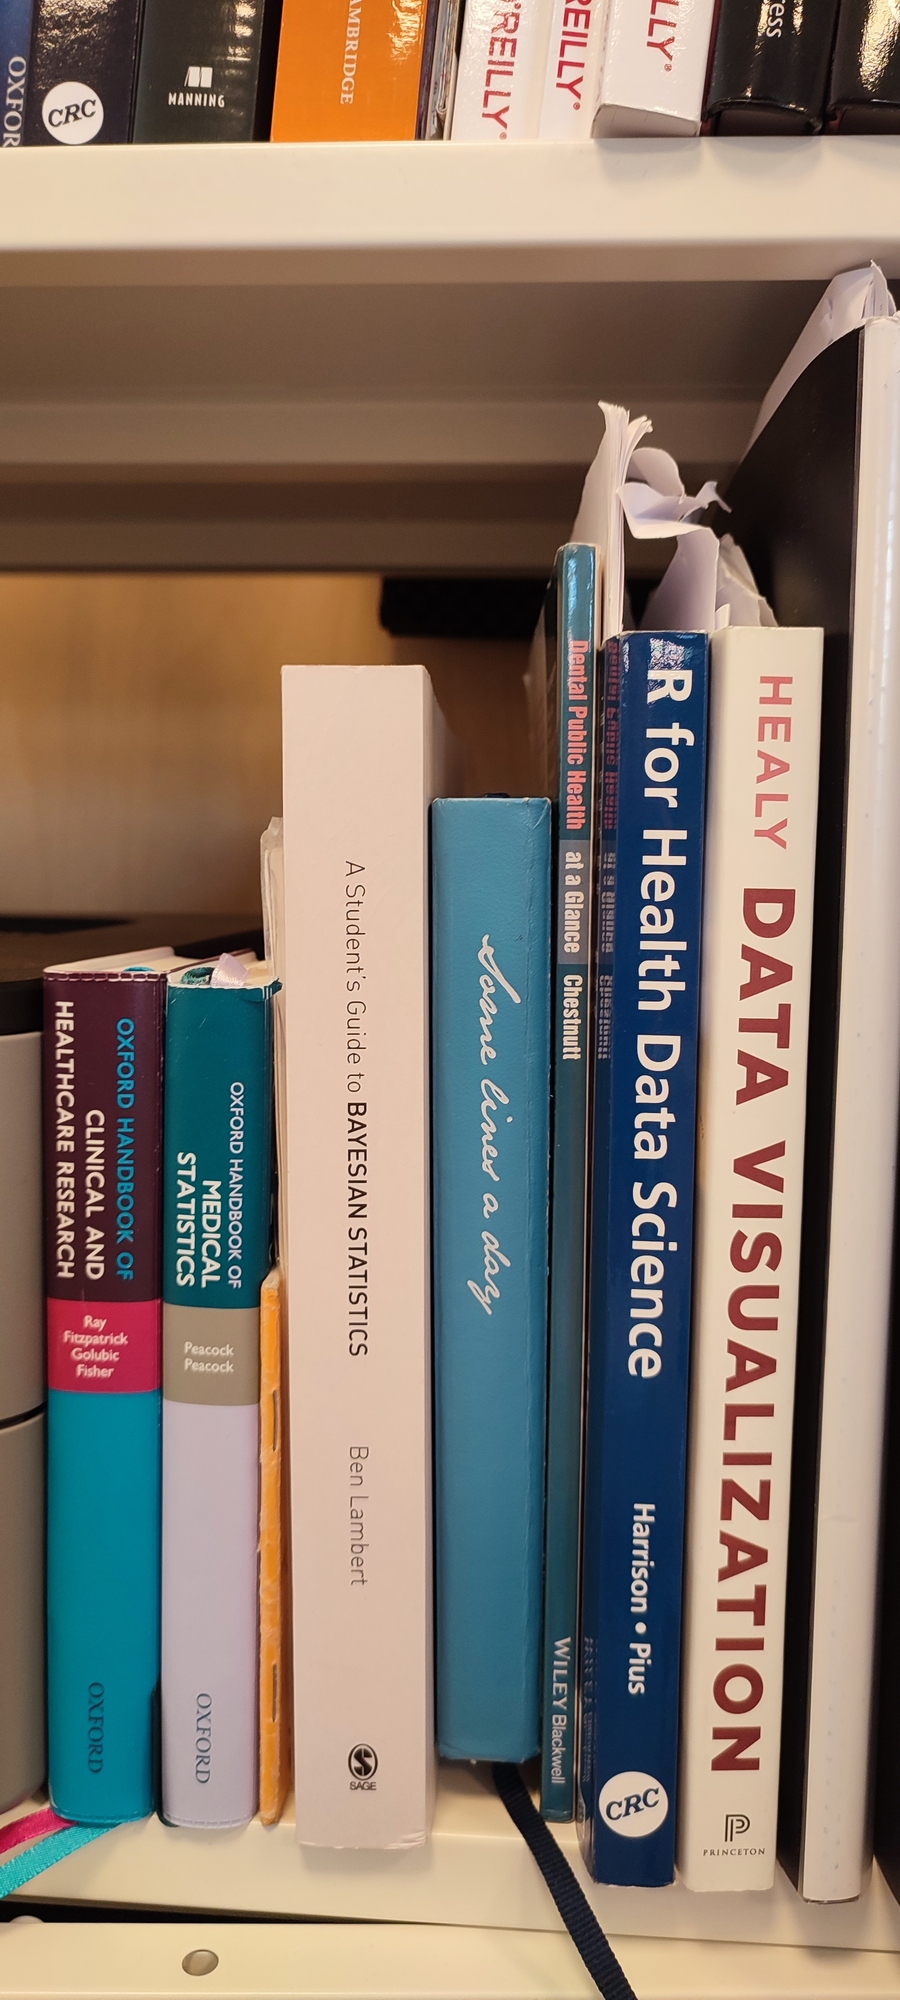 OXFOR
CRC
MANNING
AMBRIDGE
O'REILLY®
REILLY®
LLY®
ess
OXFORD HANDBOOK OF
CLINICAL AND
HEALTHCARE RESEARCH
Ray
Fitzpatrick
Golubic
Fisher
OXFORD
OXFORD HANDBOOK OF
MEDICAL
STATISTICS
Peacock
Peacock
OXFORD
A Student's Guide to BAYESIAN STATISTICS Ben Lambert
SAGE
some lines a day
Dental Public Health at a Glance Chestnutt
WILEY Blackwell
R for Health Data Science
Harrison • Pius
CRC
HEALY DATA VISUALIZATION
PRINCETON